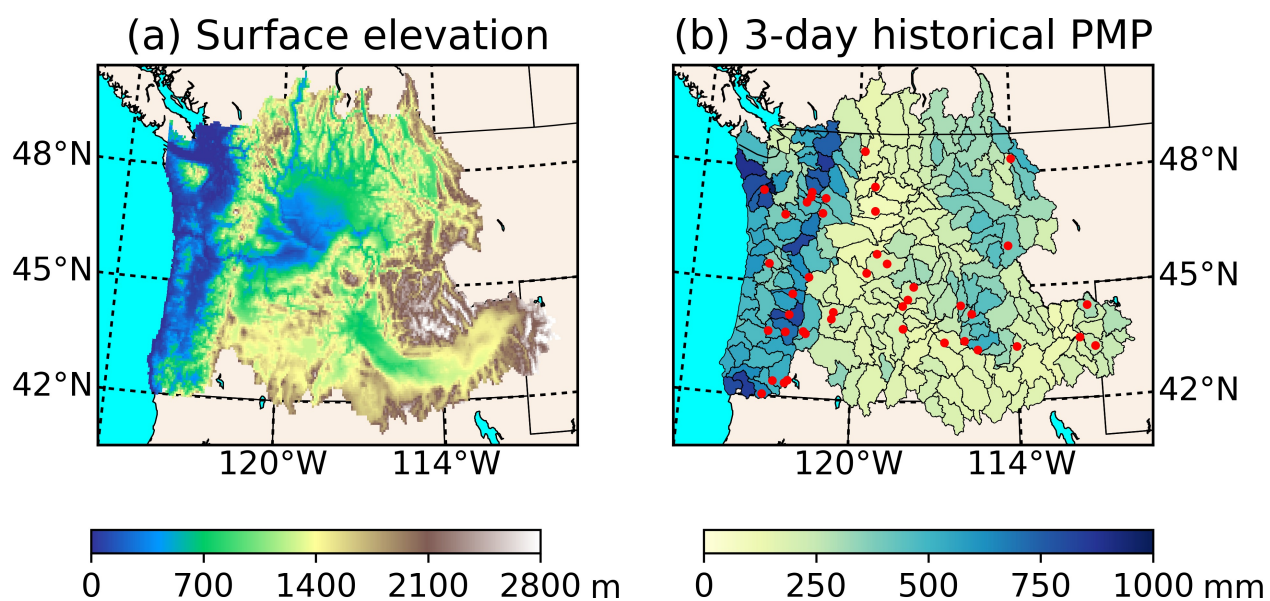 (a) Surface elevation
(b) 3-day historical PMP
48°N
45°N
42°N
48°N
45°N
42°N
120°W 114°W
120°W 114°W
0 700 1400 2100 2800 m
0 250 500 750 1000 mm